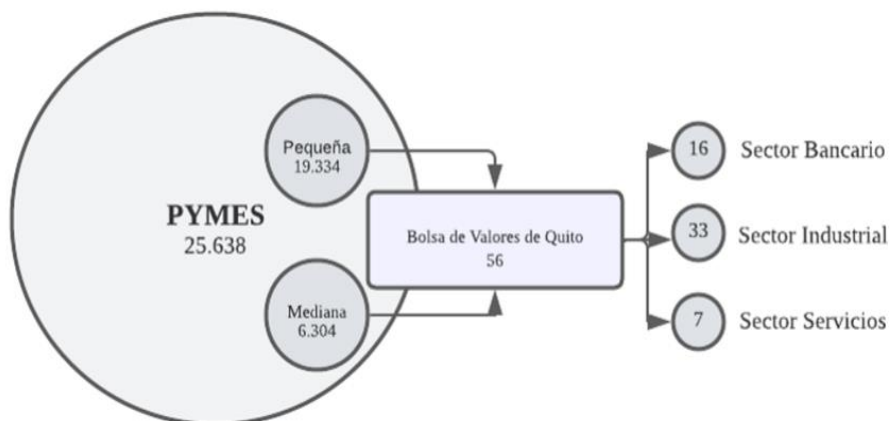 PYMES
25.638
Pequeña
19.334
Mediana
6.304
Bolsa de Valores de Quito
56
16
Sector Bancario
33
Sector Industrial
7
Sector Servicios